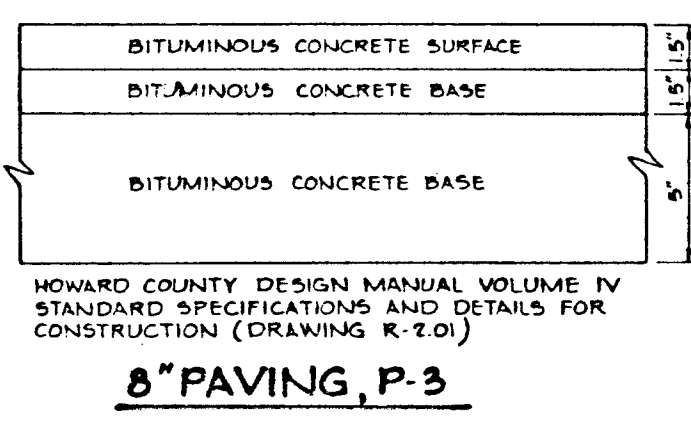 BITUMINOUS CONCRETE SURFACE
1.5"
BITUMINOUS CONCRETE BASE
1.5"
BITUMINOUS CONCRETE BASE
5"
HOWARD COUNTY DESIGN MANUAL VOLUME IV
STANDARD SPECIFICATIONS AND DETAILS FOR
CONSTRUCTION (DRAWING R-2.01)
8" PAVING, P-3